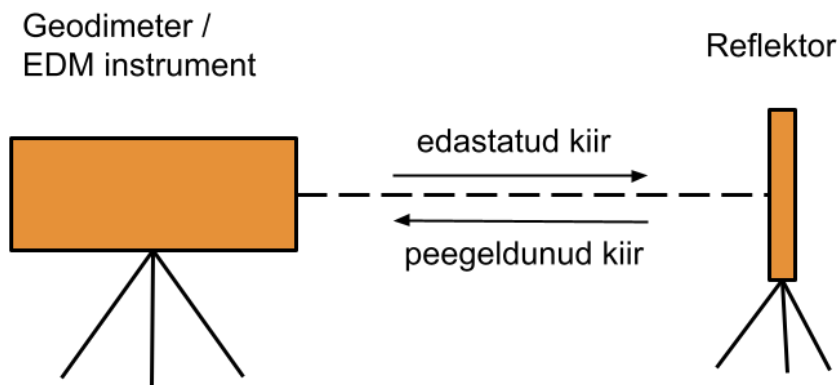 Geodimeter /
EDM instrument
Reflektor
edastatud kiir
peegeldunud kiir